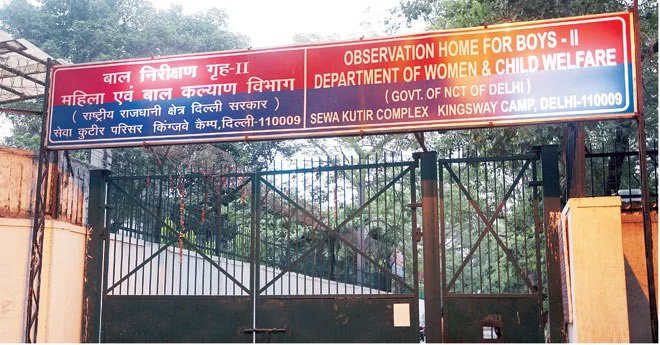 बाल निरीक्षण गृह-II
महिला एवं बाल कल्याण विभाग
( राष्ट्रीय राजधानी क्षेत्र दिल्ली सरकार )
सेवा कुटीर परिसर किंग्जवे केम्प, दिल्ली-110009
OBSERVATION HOME FOR BOYS - II
DEPARTMENT OF WOMEN & CHILD WELFARE
( GOVT. OF NCT OF DELHI )
SEWA KUTIR COMPLEX KINGSWAY CAMP, DELHI-110009